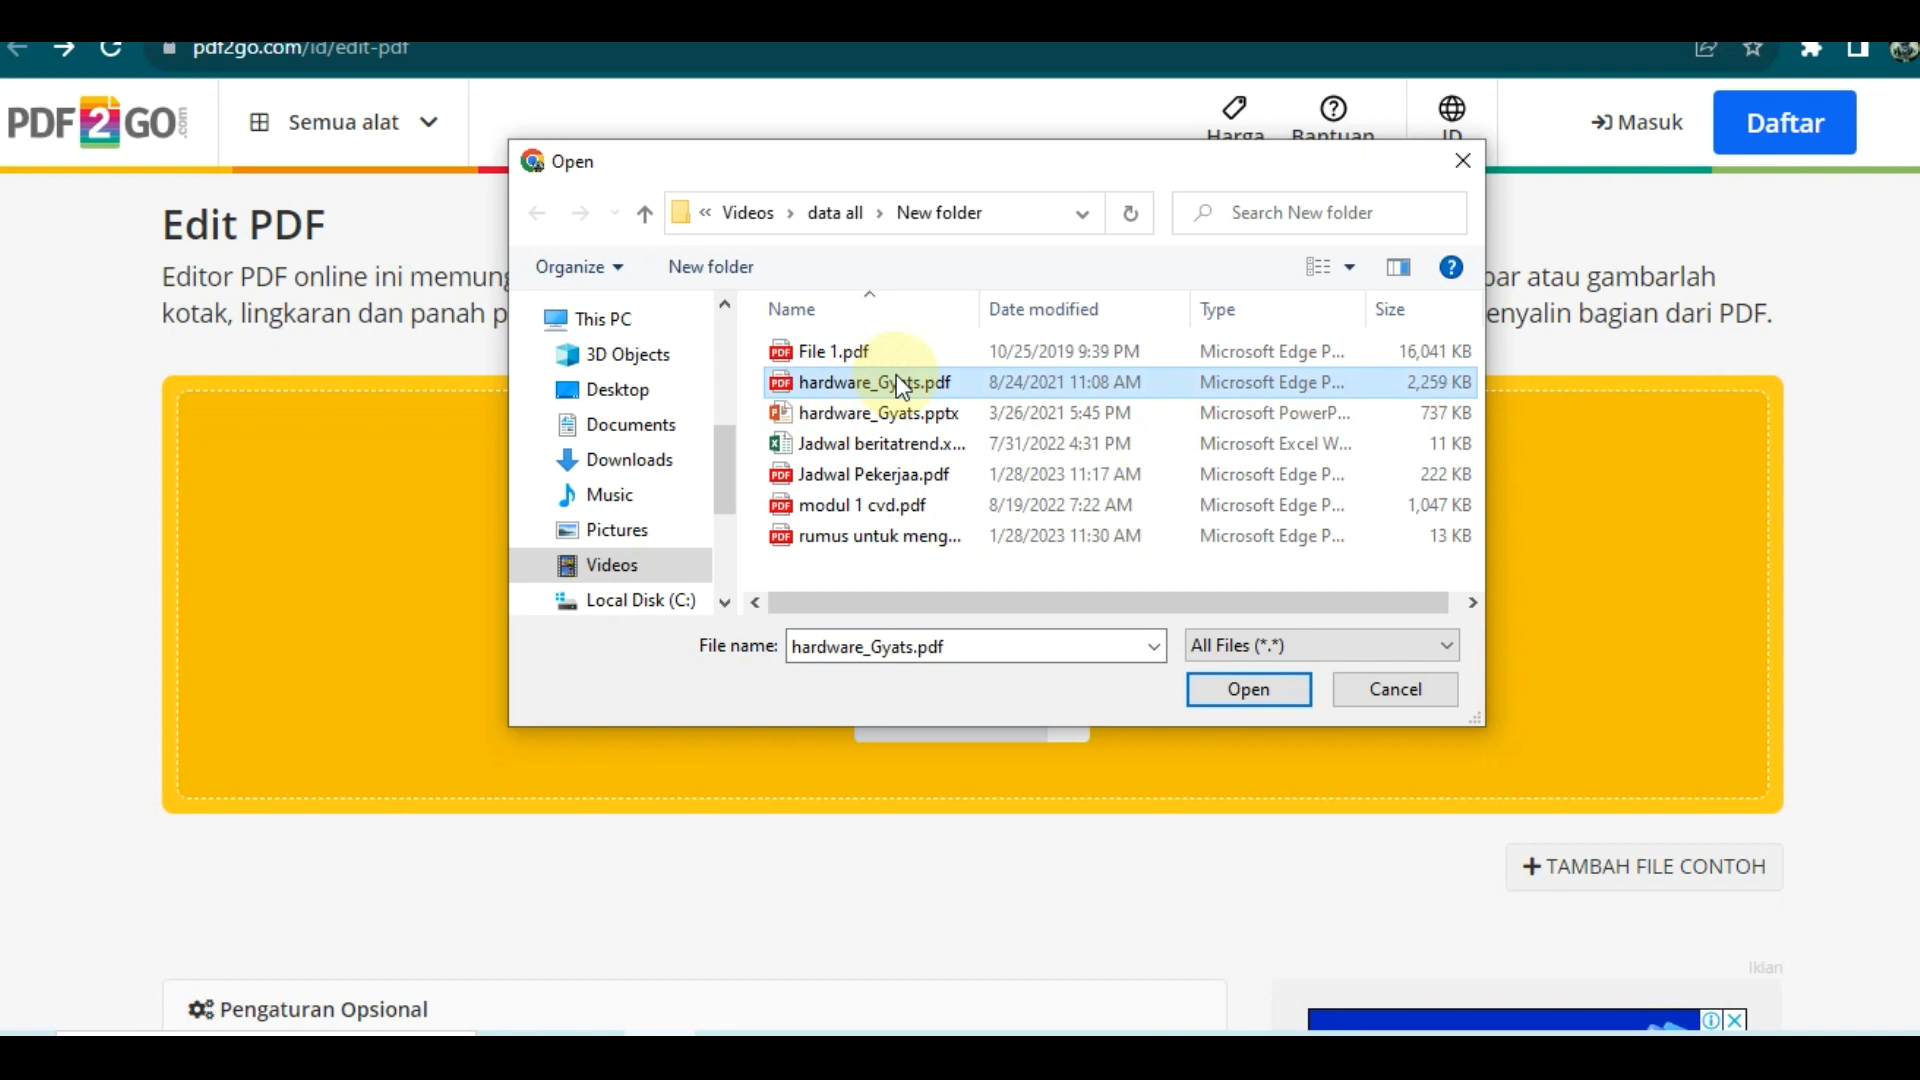 pdf2go.com/id/edit-pdf
PDF2GO.com
Semua alat
Harga
Bantuan
ID
Masuk
Daftar
Edit PDF
Editor PDF online ini
bar atau gambarlah
kotak, lingkaran dan panah
enyalin bagian dari PDF.
Open
« Videos › data all › New folder
Search New folder
Organize
New folder
This PC
3D Objects
Desktop
Documents
Downloads
Music
Pictures
Videos
Local Disk (C:)
Name Date modified Type Size
File 1.pdf 10/25/2019 9:39 PM Microsoft Edge P... 16,041 KB
hardware_Gyats.pdf 8/24/2021 11:08 AM Microsoft Edge P... 2,259 KB
hardware_Gyats.pptx 3/26/2021 5:45 PM Microsoft PowerP... 737 KB
Jadwal beritatrend.x... 7/31/2022 4:31 PM Microsoft Excel W... 11 KB
Jadwal Pekerjaa.pdf 1/28/2023 11:17 AM Microsoft Edge P... 222 KB
modul 1 cvd.pdf 8/19/2022 7:22 AM Microsoft Edge P... 1,047 KB
rumus untuk meng... 1/28/2023 11:30 AM Microsoft Edge P... 13 KB
File name: hardware_Gyats.pdf
All Files (*.*)
Open
Cancel
+ TAMBAH FILE CONTOH
Iklan
Pengaturan Opsional